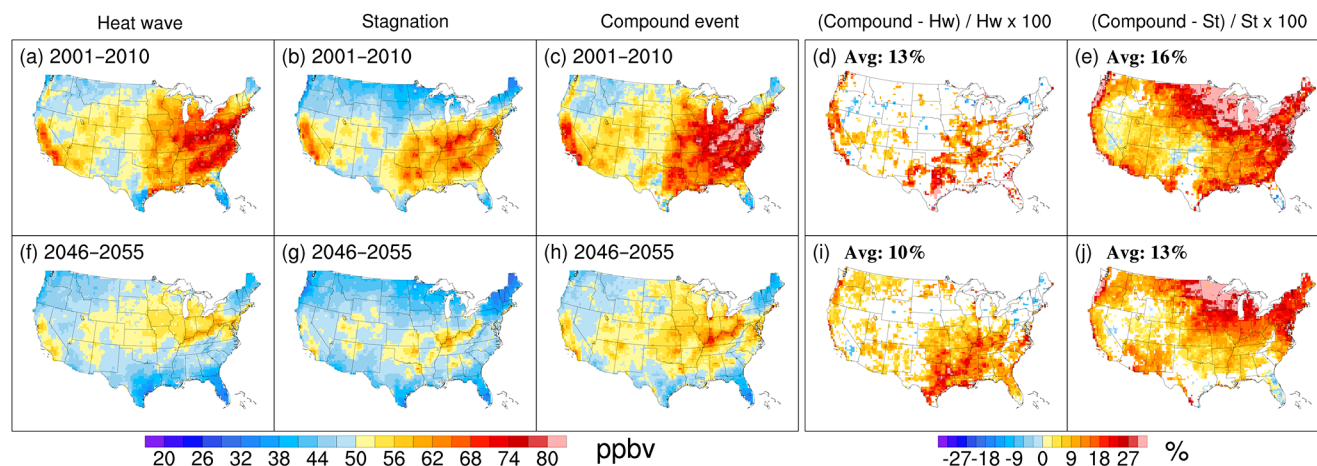 Heat wave Stagnation Compound event (Compound - Hw) / Hw x 100 (Compound - St) / St x 100
(a) 2001–2010 (b) 2001–2010 (c) 2001–2010 (d) Avg: 13% (e) Avg: 16%
(f) 2046–2055 (g) 2046–2055 (h) 2046–2055 (i) Avg: 10% (j) Avg: 13%
20 26 32 38 44 50 56 62 68 74 80 ppbv -27 -18 -9 0 9 18 27 %